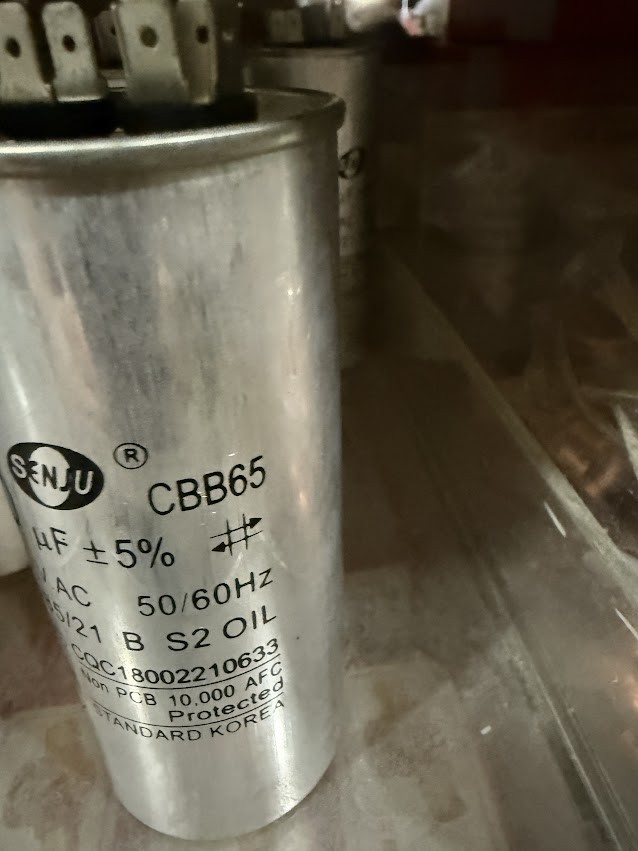 SENJU ® CBB65
µF ±5%
AC 50/60Hz
5/21 B S2 OIL
CQC18002210633
Non PCB 10,000 AFC
Protected
STANDARD KOREA